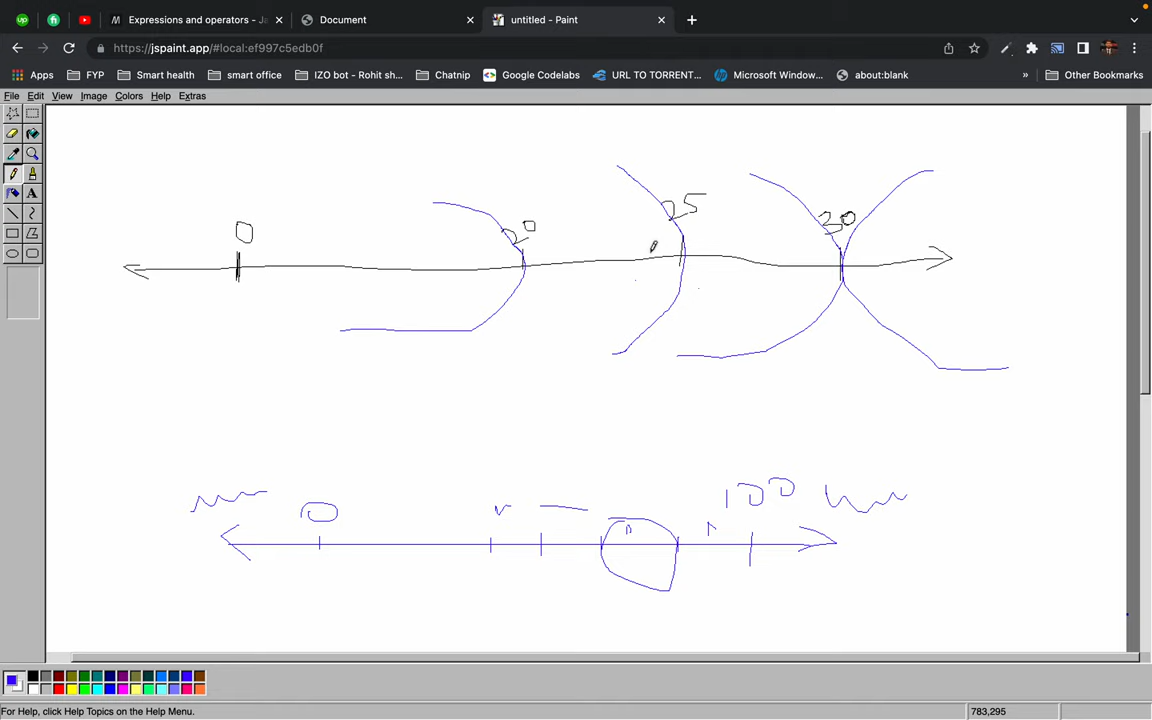 Expressions and operators - Ja
Document
untitled - Paint
https://jspaint.app/#local:ef997c5edb0f
Apps FYP Smart health smart office IZO bot - Rohit sh... Chatnip Google Codelabs URL TO TORRENT... Microsoft Window... about:blank » Other Bookmarks
File Edit View Image Colors Help Extras
0 20 25 30
0 100
For Help, click Help Topics on the Help Menu. 783,295